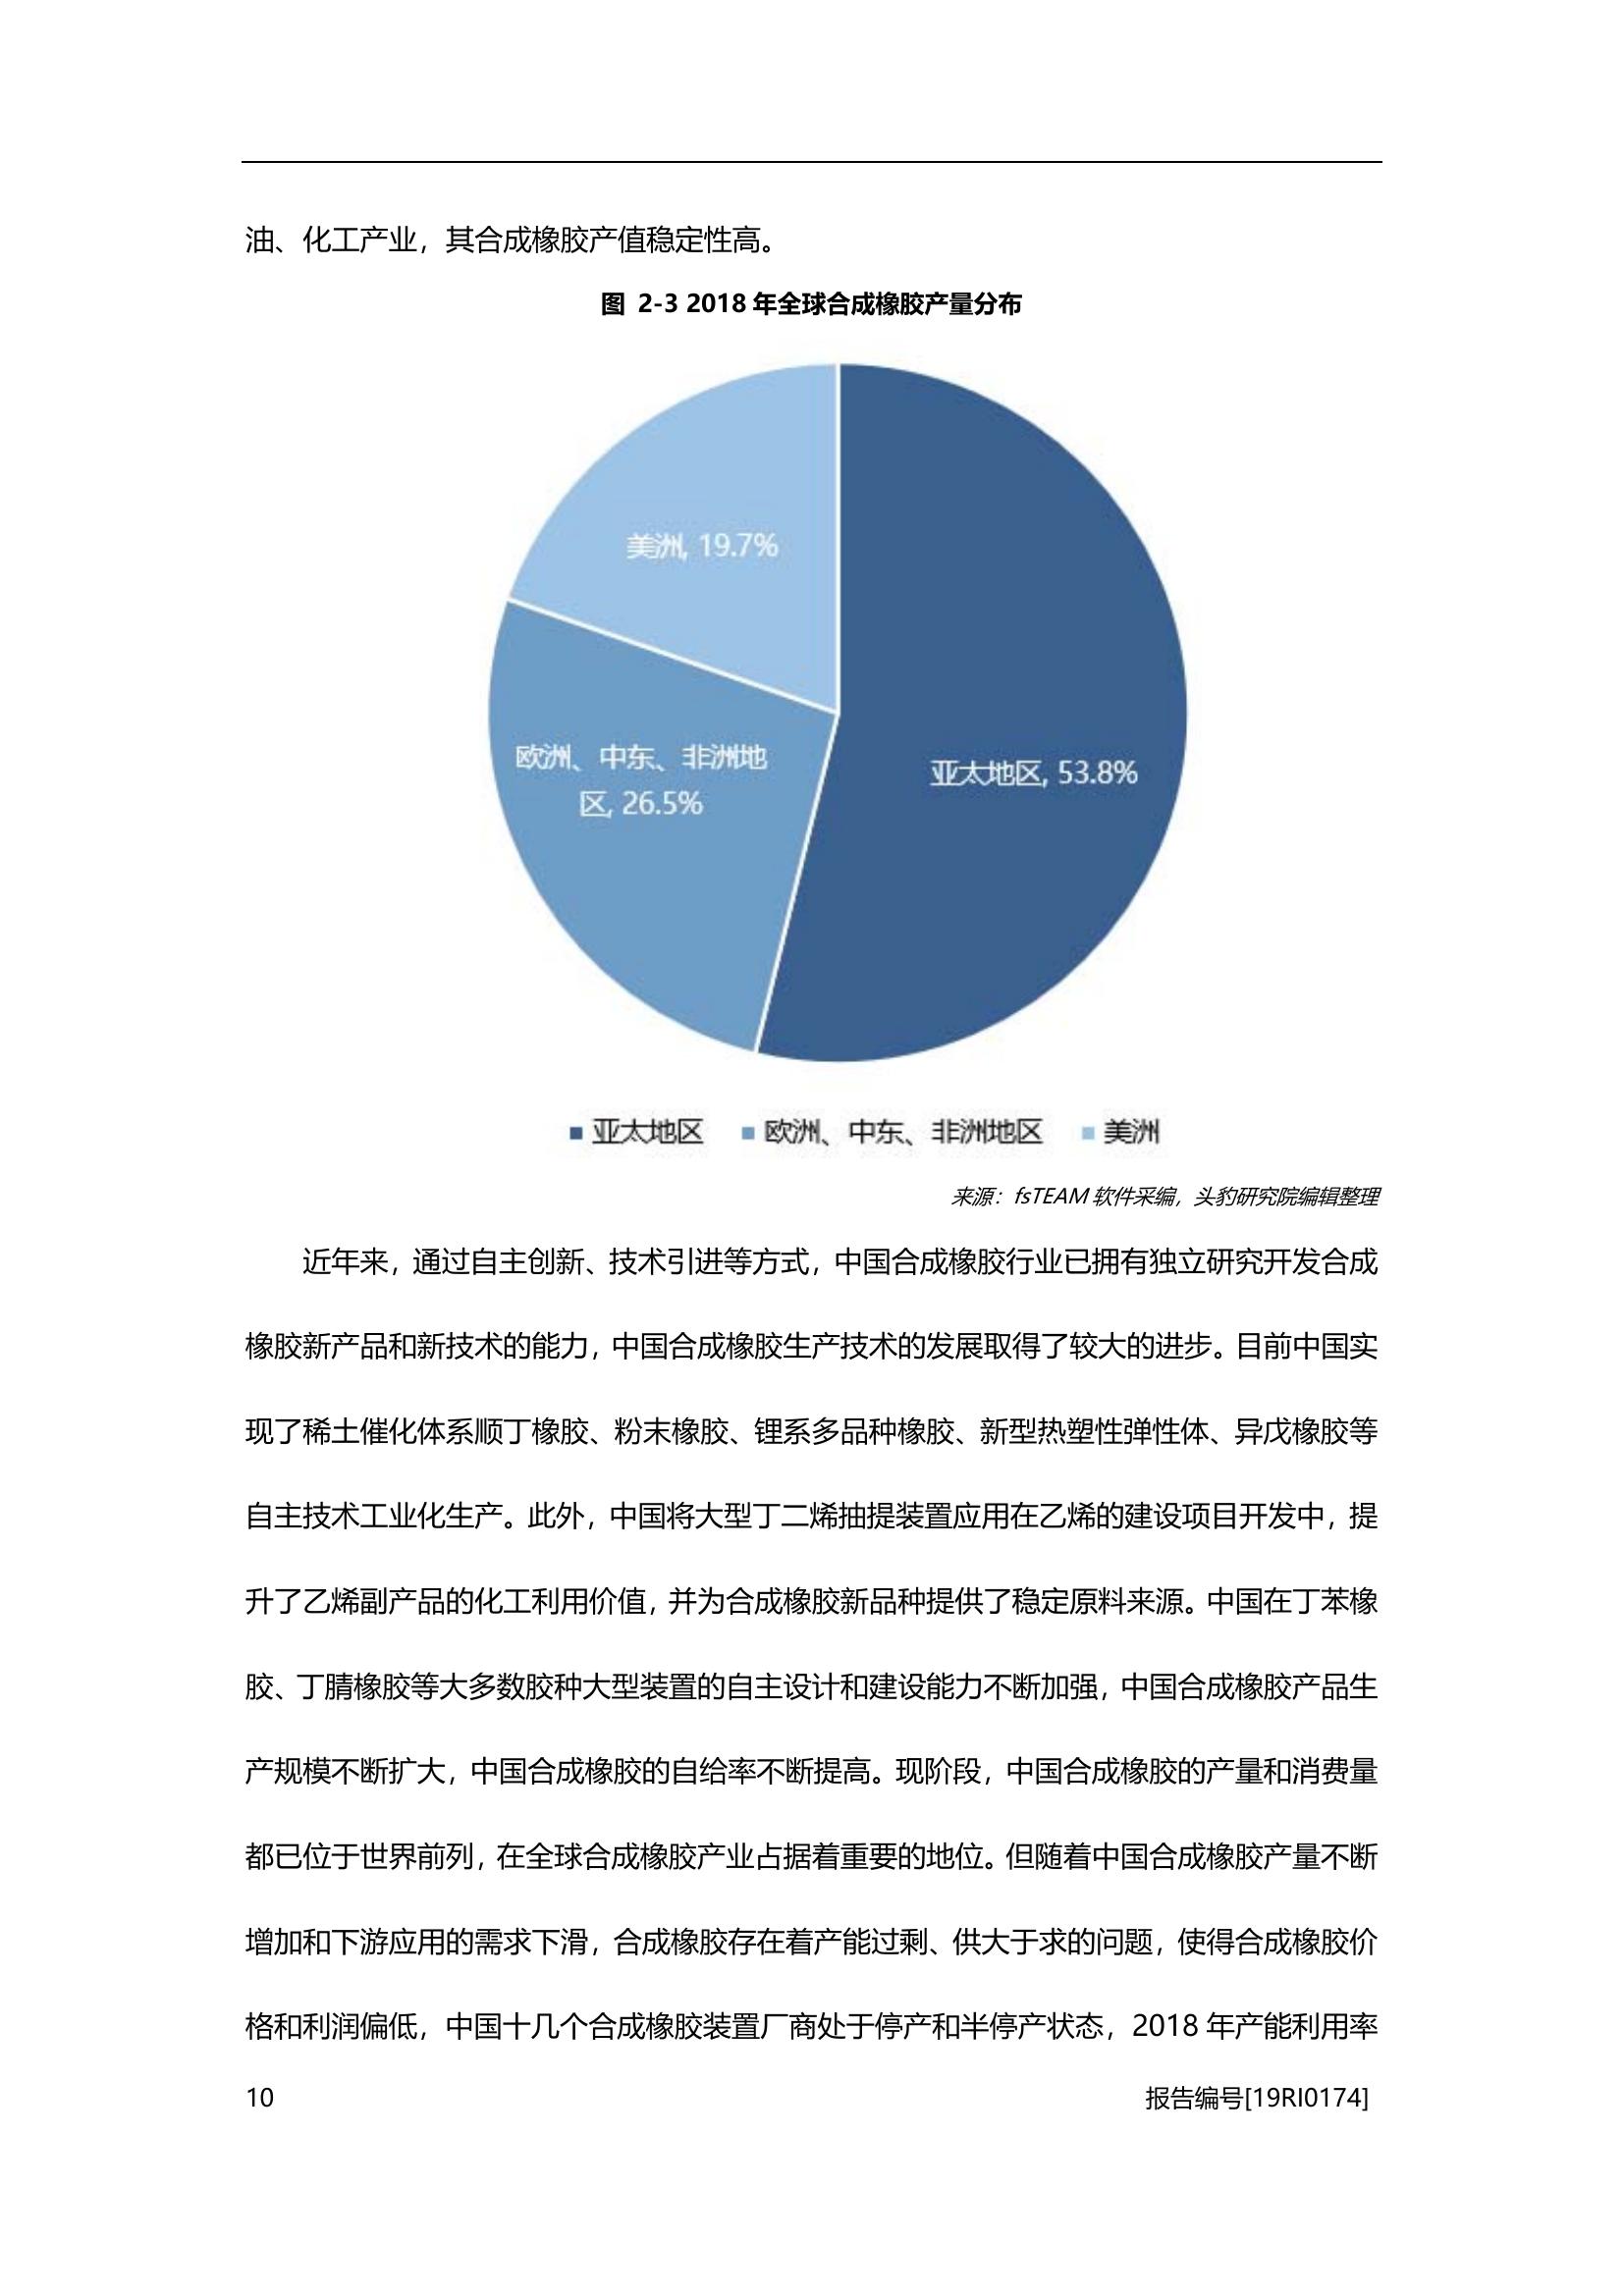 油、化工产业，其合成橡胶产值稳定性高。
图 2-3 2018 年全球合成橡胶产量分布
美洲, 19.7%
欧洲、中东、非洲地
区, 26.5%
亚太地区, 53.8%
亚太地区 欧洲、中东、非洲地区 美洲
来源：fsTEAM 软件采编，头豹研究院编辑整理
近年来，通过自主创新、技术引进等方式，中国合成橡胶行业已拥有独立研究开发合成
橡胶新产品和新技术的能力，中国合成橡胶生产技术的发展取得了较大的进步。目前中国实
现了稀土催化体系顺丁橡胶、粉末橡胶、锂系多品种橡胶、新型热塑性弹性体、异戊橡胶等
自主技术工业化生产。此外，中国将大型丁二烯抽提装置应用在乙烯的建设项目开发中，提
升了乙烯副产品的化工利用价值，并为合成橡胶新品种提供了稳定原料来源。中国在丁苯橡
胶、丁腈橡胶等大多数胶种大型装置的自主设计和建设能力不断加强，中国合成橡胶产品生
产规模不断扩大，中国合成橡胶的自给率不断提高。现阶段，中国合成橡胶的产量和消费量
都已位于世界前列，在全球合成橡胶产业占据着重要的地位。但随着中国合成橡胶产量不断
增加和下游应用的需求下滑，合成橡胶存在着产能过剩、供大于求的问题，使得合成橡胶价
格和利润偏低，中国十几个合成橡胶装置厂商处于停产和半停产状态，2018 年产能利用率
10 报告编号[19RI0174]